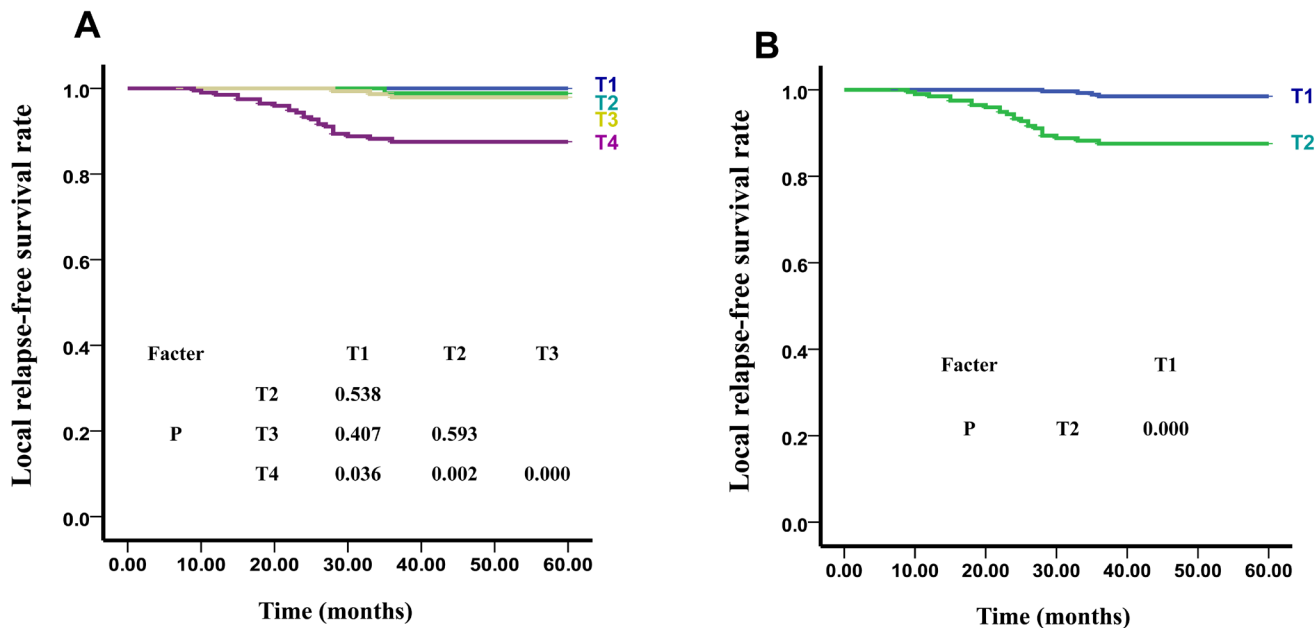 A
Local relapse-free survival rate
1.0
0.8
0.6
0.4
0.2
0.0
T1
T2
T3
T4
Facter T1 T2 T3
T2 0.538
P T3 0.407 0.593
T4 0.036 0.002 0.000
0.00 10.00 20.00 30.00 40.00 50.00 60.00
Time (months)
B
Local relapse-free survival rate
1.0
0.8
0.6
0.4
0.2
0.0
T1
T2
Facter T1
P T2 0.000
0.00 10.00 20.00 30.00 40.00 50.00 60.00
Time (months)